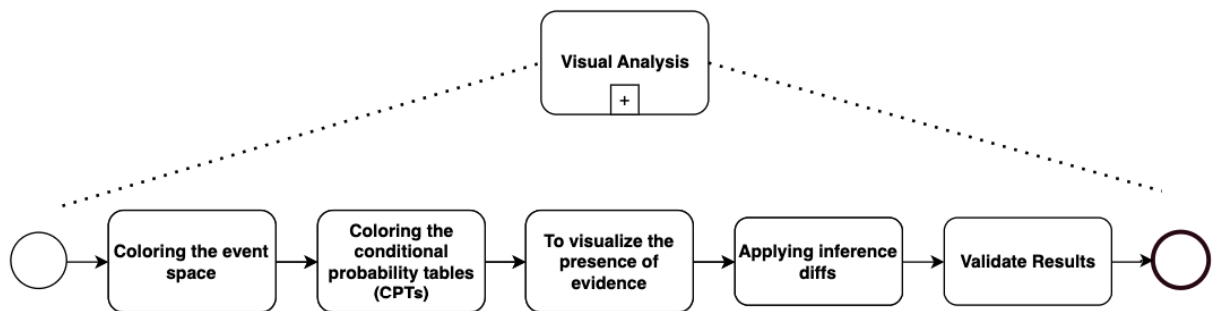 Visual Analysis
+
Coloring the event
space
Coloring the
conditional
probability tables
(CPTs)
To visualize the
presence of
evidence
Applying inference
diffs
Validate Results